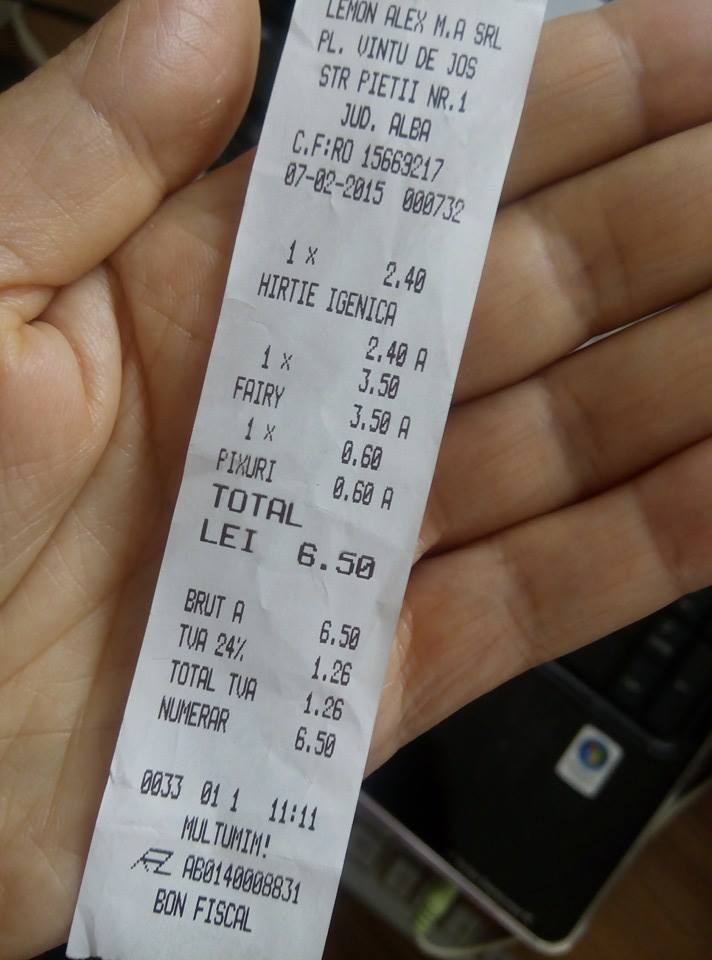 LEMON ALEX M.A SRL
PL. VINTU DE JOS
STR PIETII NR.1
JUD. ALBA
C.F:RO 15663217
07-02-2015 000732
1 X 2.40
HIRTIE IGENICA
2.40 A
1 X 3.50
FAIRY 3.50 A
1 X 0.60
PIXURI 0.60 A
TOTAL
LEI 6.50
BRUT A 6.50
TVA 24% 1.26
TOTAL TVA 1.26
NUMERAR 6.50
0033 01 1 11:11
MULTUMIM!
AB0140008831
BON FISCAL